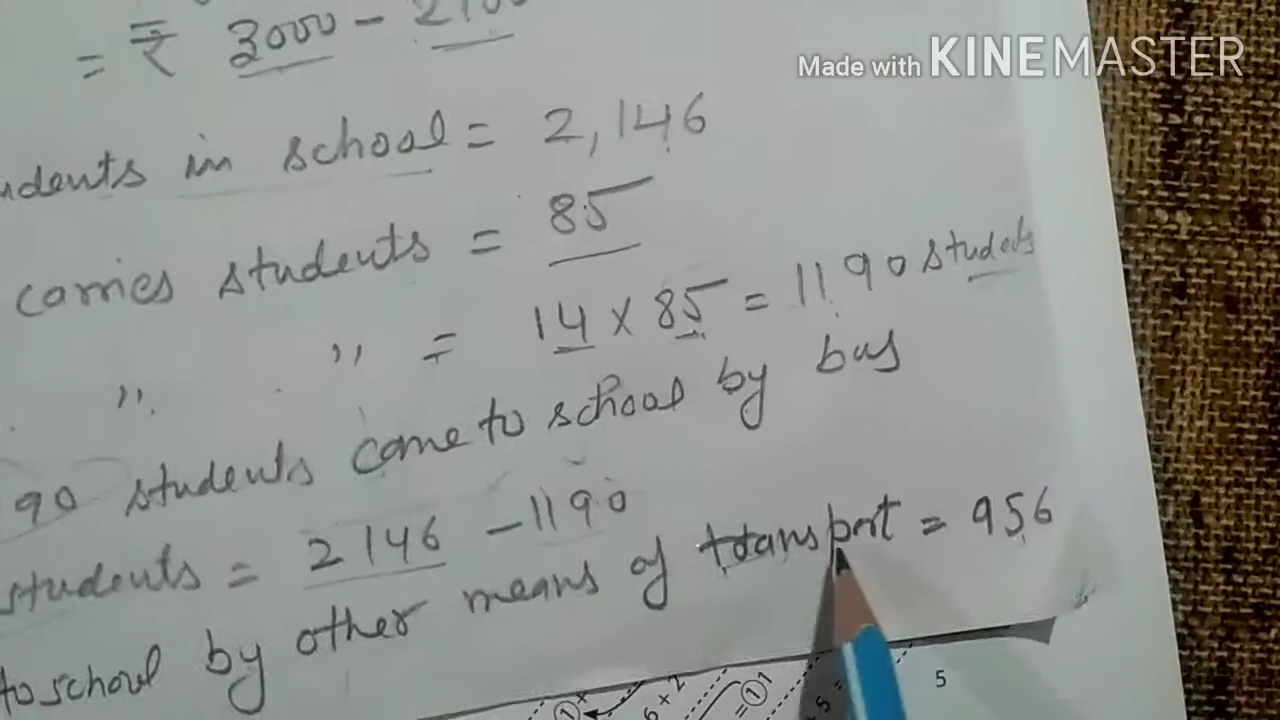 Made with KINEMASTER
= ₹ 3000 -
students in school = 2,146
carries students = 85
" " = 14 x 85 = 1190 students
90 students come to school by bus
students = 2146 - 1190
to school by other means of transport = 956
5